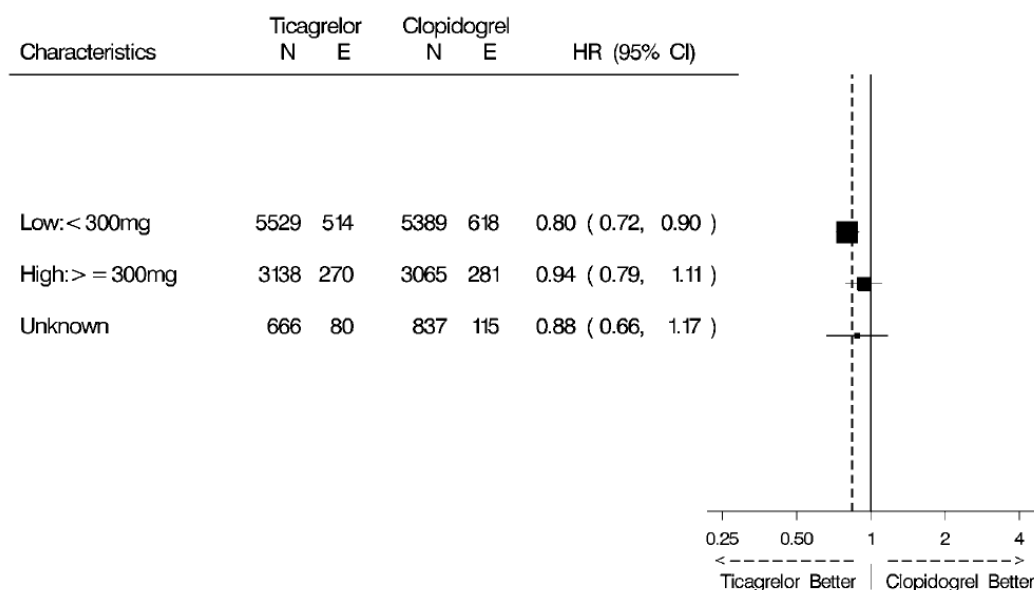 Ticagrelor Clopidogrel
Characteristics N E N E HR (95% CI)
Low:< 300mg 5529 514 5389 618 0.80 ( 0.72, 0.90 )
High:> = 300mg 3138 270 3065 281 0.94 ( 0.79, 1.11 )
Unknown 666 80 837 115 0.88 ( 0.66, 1.17 )
0.25 0.50 1 2 4
Ticagrelor Better Clopidogrel Better